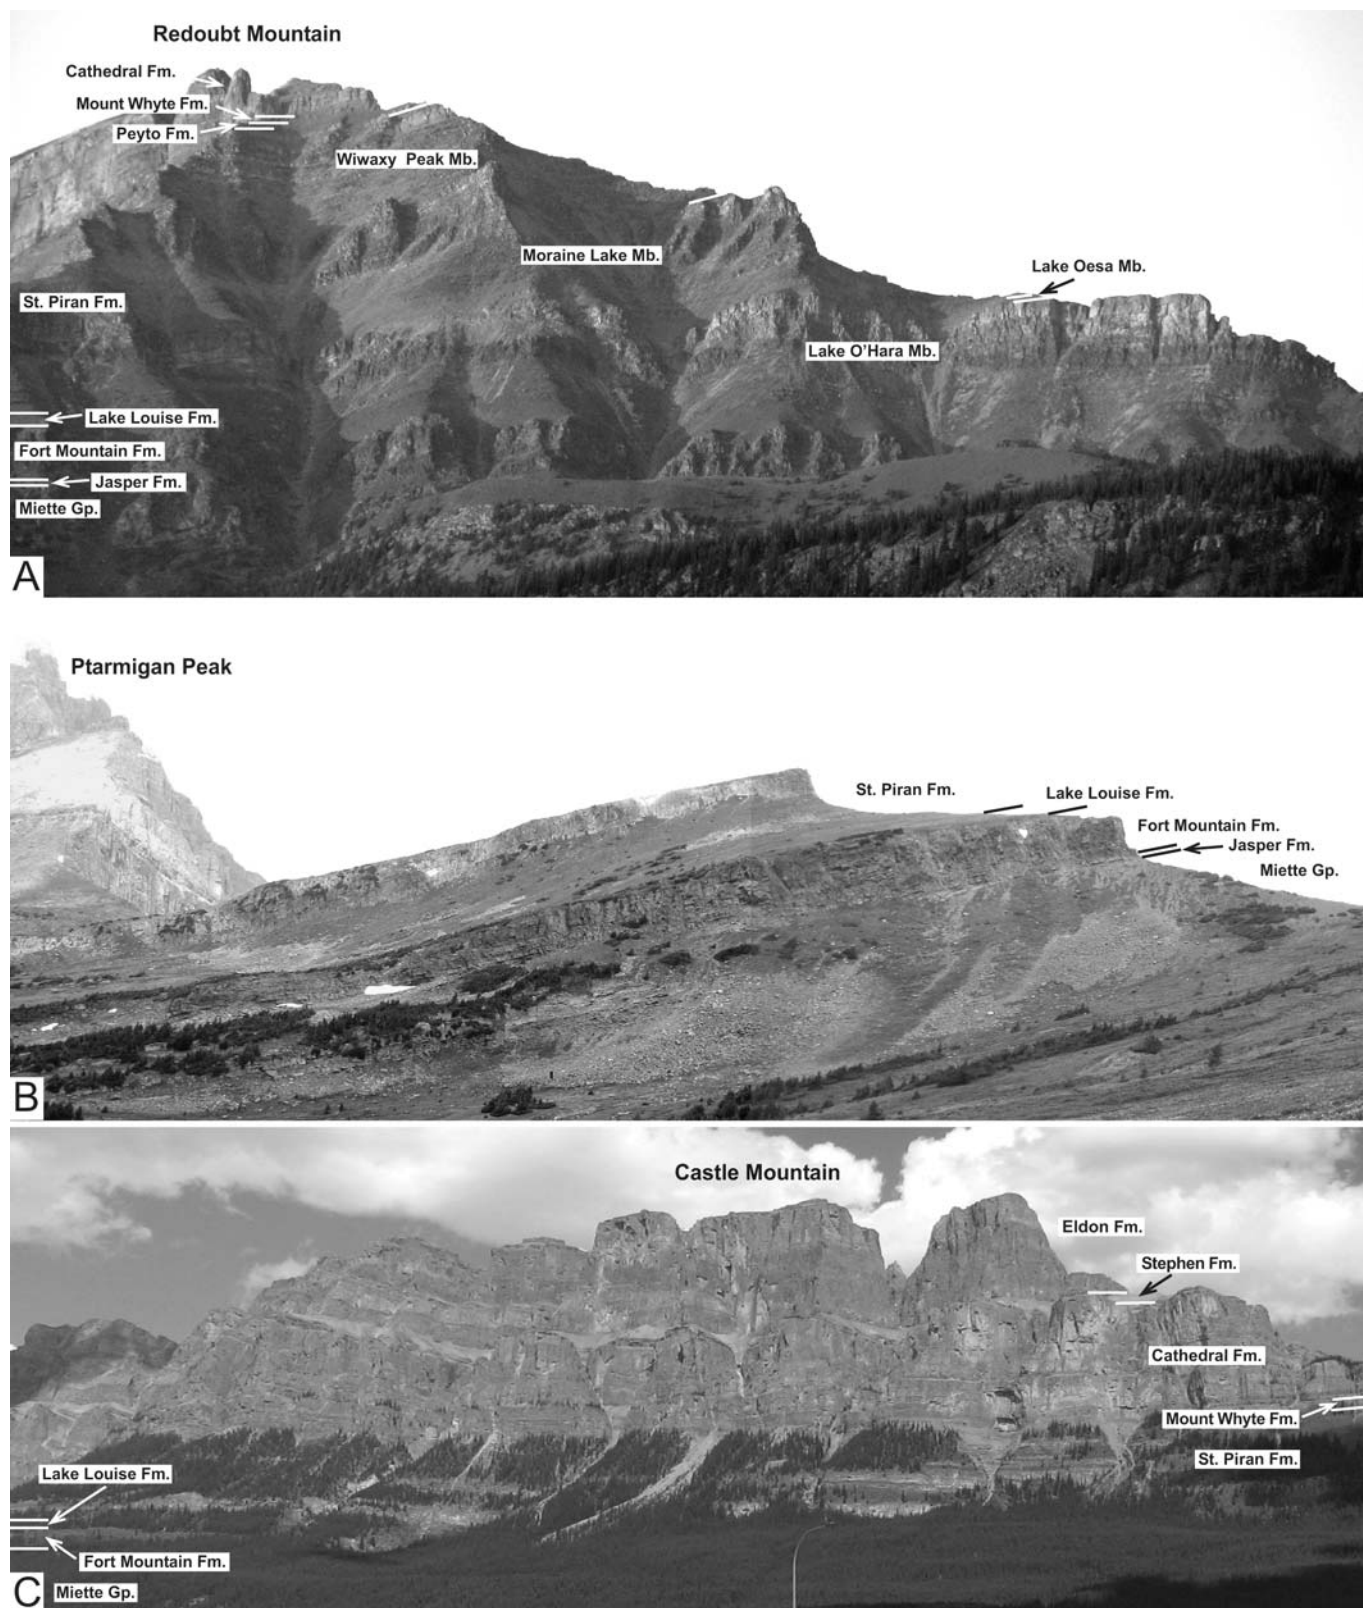 Redoubt Mountain
Cathedral Fm.
Mount Whyte Fm.
Peyto Fm.
Wiwaxy Peak Mb.
Moraine Lake Mb.
Lake Oesa Mb.
St. Piran Fm.
Lake O'Hara Mb.
Lake Louise Fm.
Fort Mountain Fm.
Jasper Fm.
Miette Gp.
A
Ptarmigan Peak
St. Piran Fm.
Lake Louise Fm.
Fort Mountain Fm.
Jasper Fm.
Miette Gp.
B
Castle Mountain
Eldon Fm.
Stephen Fm.
Cathedral Fm.
Mount Whyte Fm.
St. Piran Fm.
Lake Louise Fm.
Fort Mountain Fm.
Miette Gp.
C